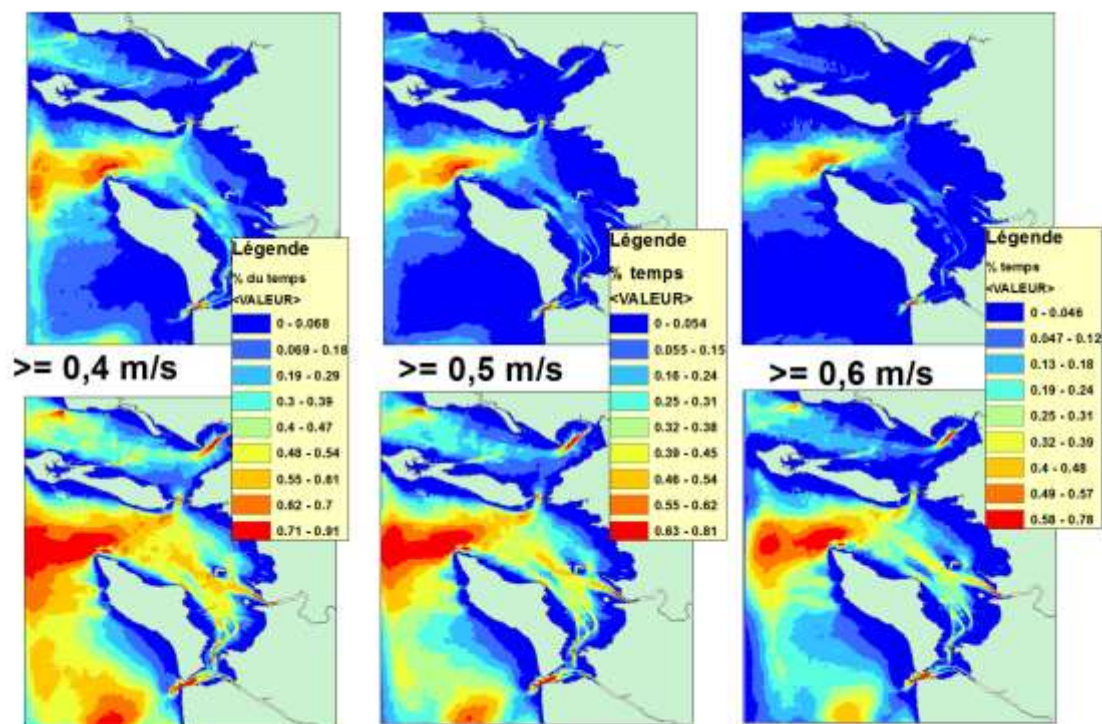 Légende
% du temps
<VALEUR>
0 - 0.068
0.069 - 0.18
0.19 - 0.29
0.3 - 0.39
0.4 - 0.47
0.48 - 0.54
0.55 - 0.61
0.62 - 0.7
0.71 - 0.91
>= 0,4 m/s
Légende
% temps
<VALEUR>
0 - 0.054
0.055 - 0.15
0.16 - 0.24
0.25 - 0.31
0.32 - 0.38
0.39 - 0.45
0.46 - 0.54
0.55 - 0.62
0.63 - 0.81
>= 0,5 m/s
Légende
% temps
<VALEUR>
0 - 0.046
0.047 - 0.12
0.13 - 0.18
0.19 - 0.24
0.25 - 0.31
0.32 - 0.39
0.4 - 0.48
0.49 - 0.57
0.58 - 0.78
>= 0,6 m/s